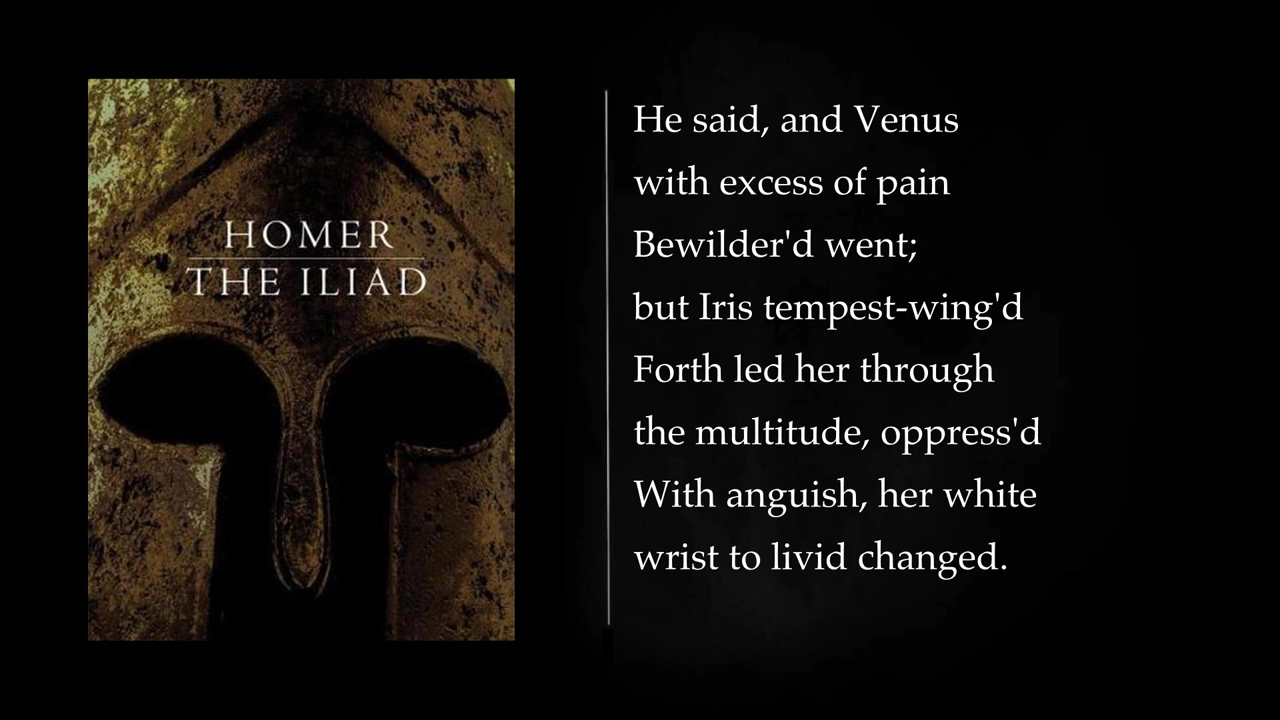 HOMER
THE ILIAD
He said, and Venus
with excess of pain
Bewilder'd went;
but Iris tempest-wing'd
Forth led her through
the multitude, oppress'd
With anguish, her white
wrist to livid changed.